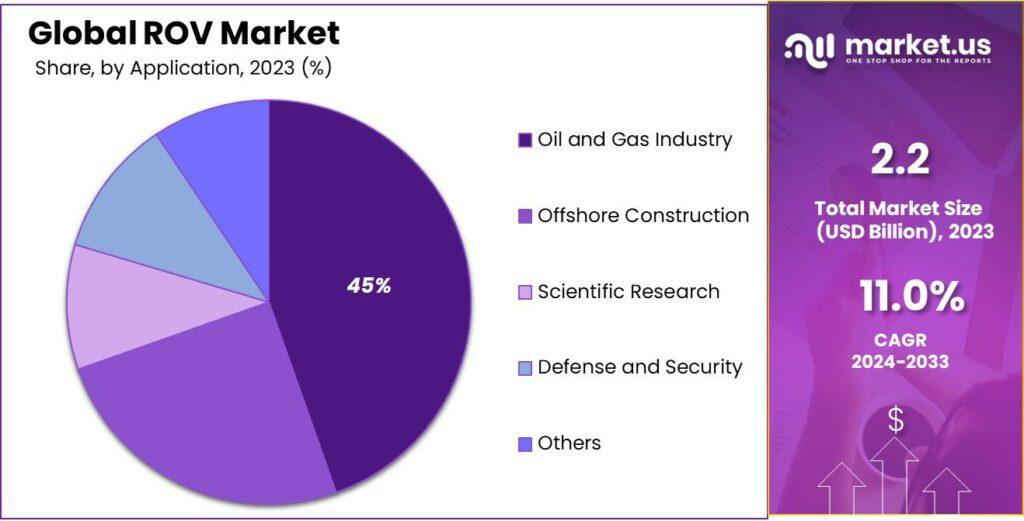 Global ROV Market
Share, by Application, 2023 (%)
45%
Oil and Gas Industry
Offshore Construction
Scientific Research
Defense and Security
Others
market.us
ONE STOP SHOP FOR THE REPORTS
2.2
Total Market Size
(USD Billion), 2023
11.0%
CAGR
2024-2033
$